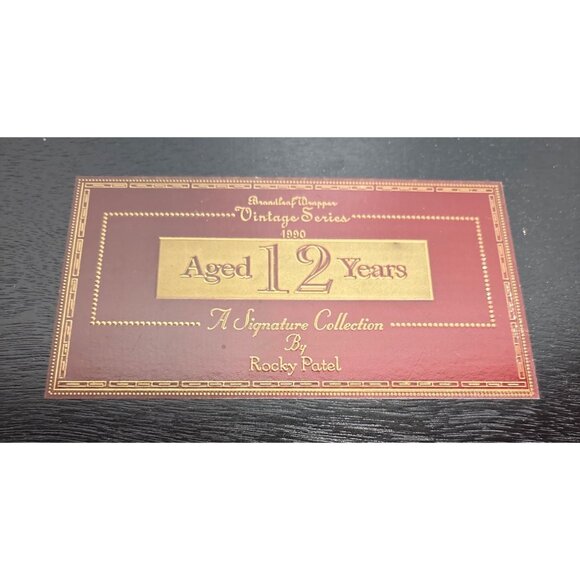 Broadleaf Wrapper
Vintage Series
1990
Aged 12 Years
A Signature Collection
By
Rocky Patel